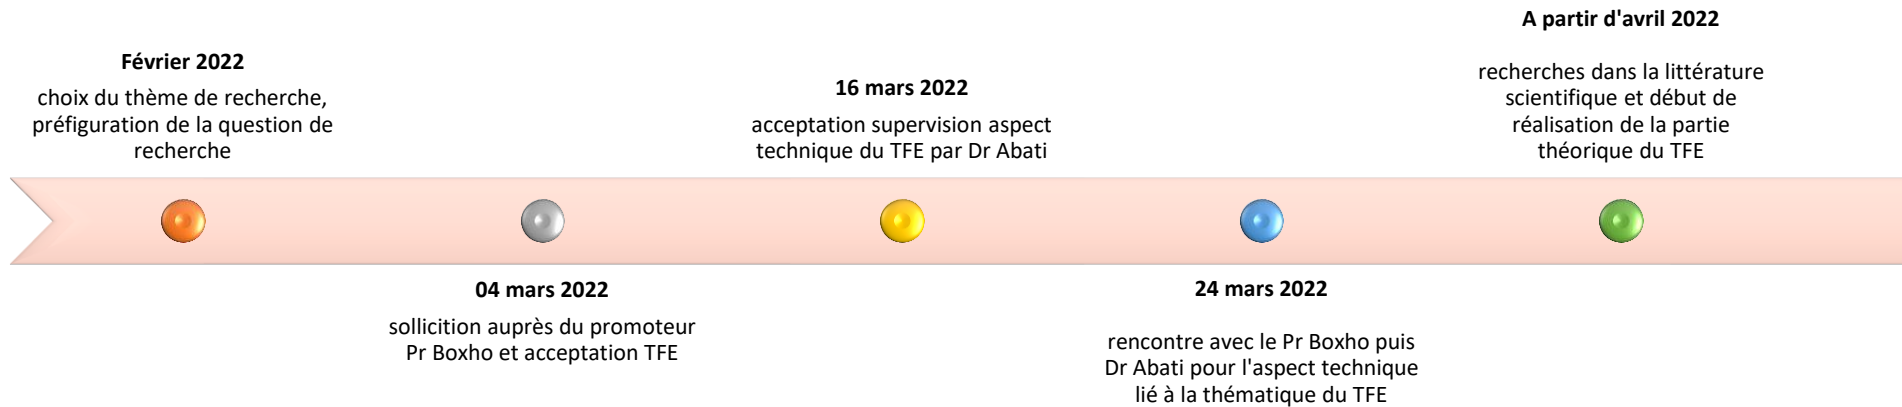 Février 2022
choix du thème de recherche,
préfiguration de la question de
recherche
04 mars 2022
sollicition auprès du promoteur
Pr Boxho et acceptation TFE
16 mars 2022
acceptation supervision aspect
technique du TFE par Dr Abati
24 mars 2022
rencontre avec le Pr Boxho puis
Dr Abati pour l'aspect technique
lié à la thématique du TFE
A partir d'avril 2022
recherches dans la littérature
scientifique et début de
réalisation de la partie
théorique du TFE